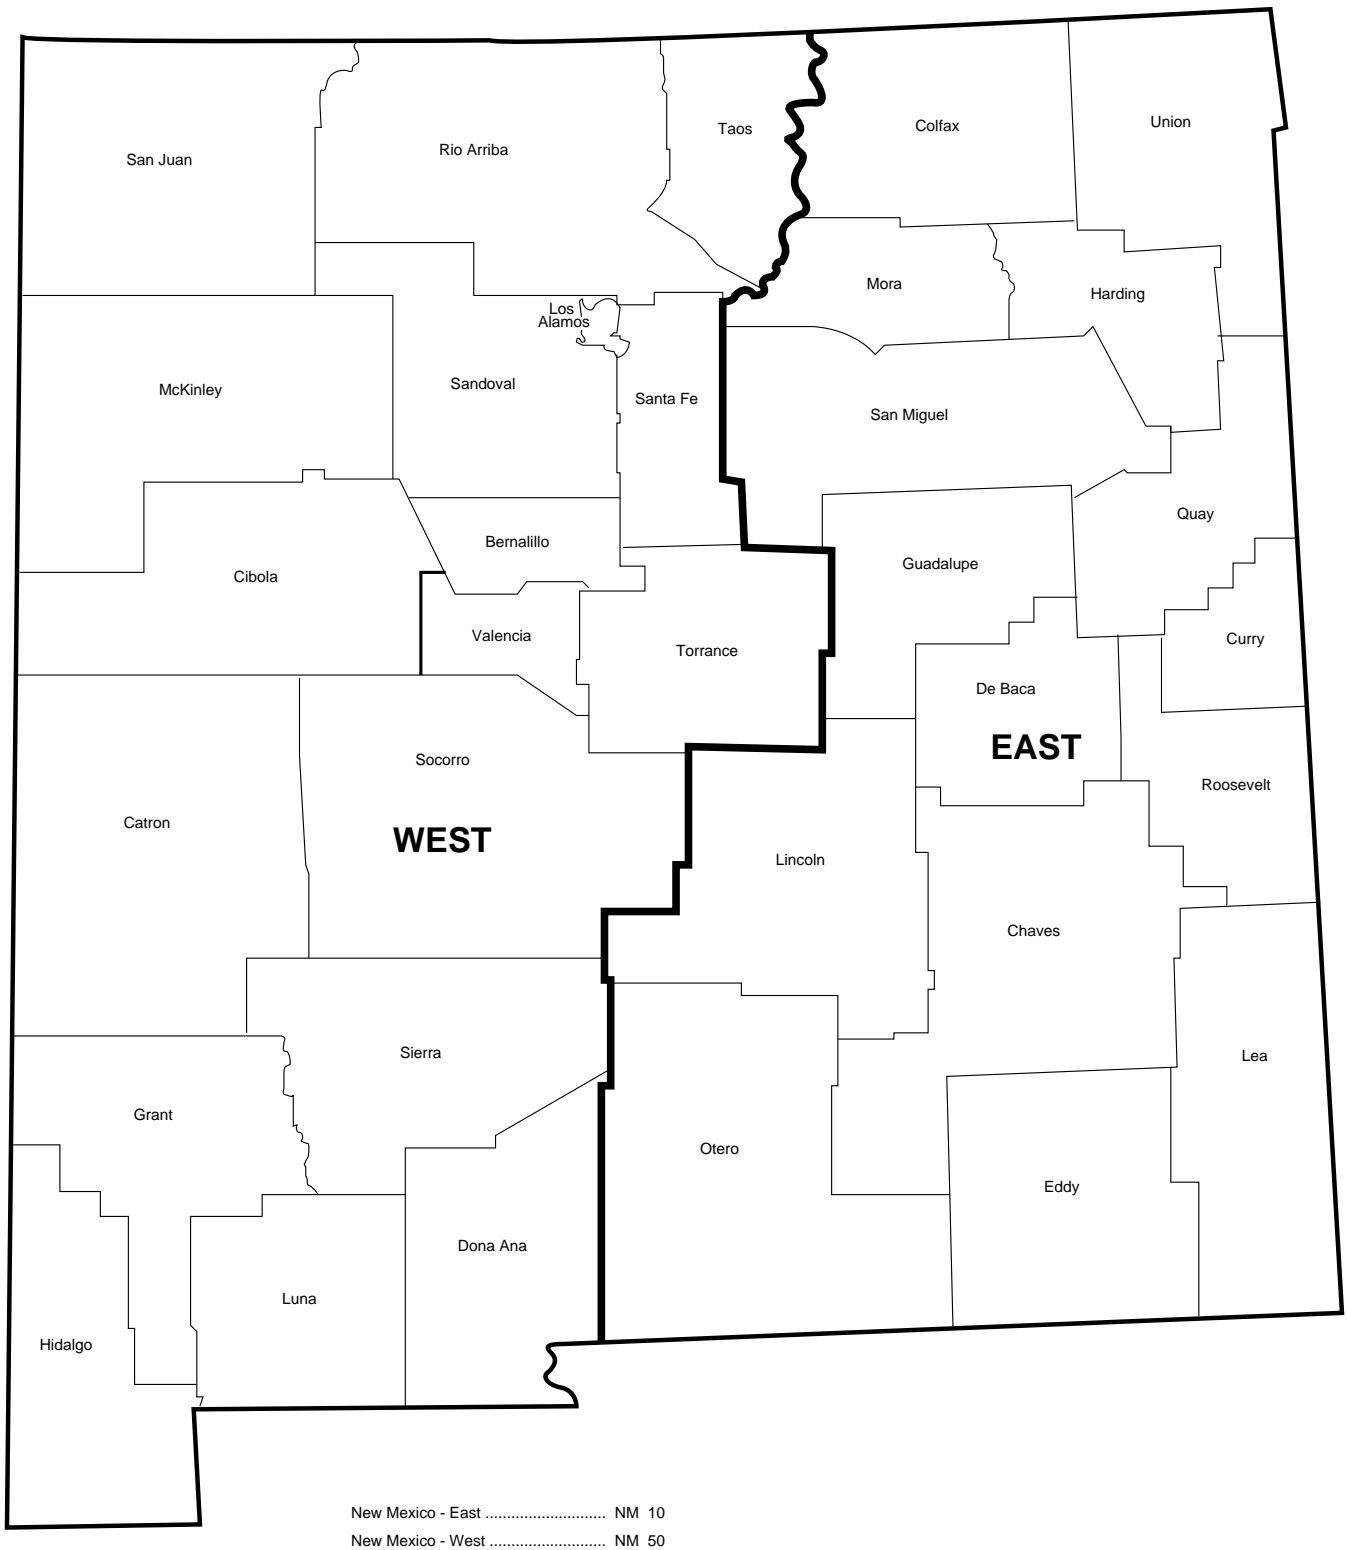 Union
Colfax
Taos
Rio Arriba
San Juan
Mora
Harding
Los
Alamos
Sandoval
McKinley
Santa Fe
San Miguel
Quay
Bernalillo
Guadalupe
Cibola
Valencia
Curry
Torrance
De Baca
EAST
Socorro
Roosevelt
Catron
WEST
Lincoln
Chaves
Sierra
Lea
Grant
Otero
Eddy
Dona Ana
Luna
Hidalgo
New Mexico - East ............................ NM 10
New Mexico - West ........................... NM 50